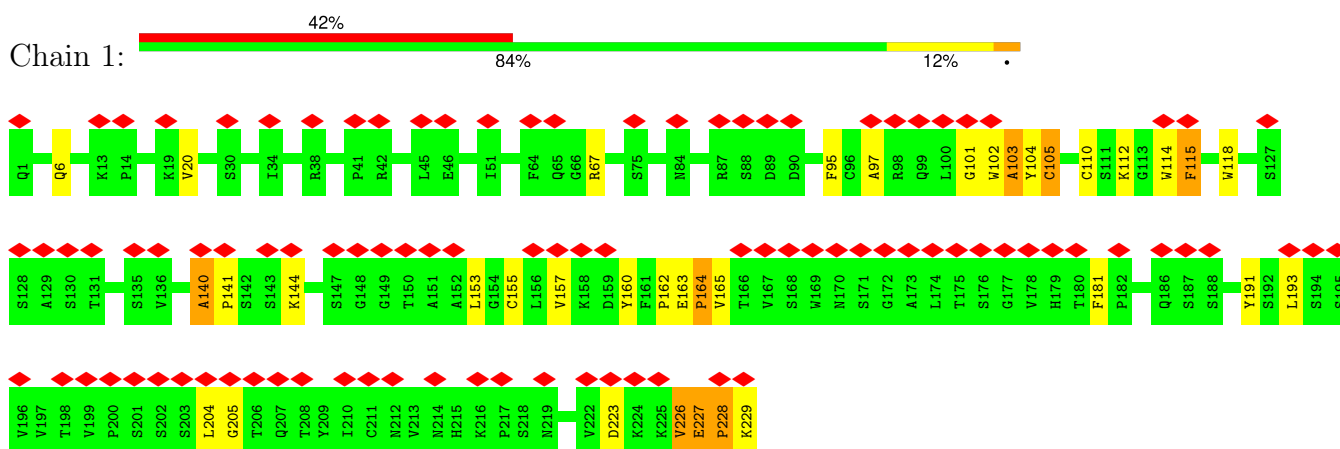 42%
Chain 1:
84% 12% •
Q1 Q6 K13 P14 K19 V20 S30 I34 R38 P41 R42 L45 E46 I51 F64 Q65 G66 R67 S75 N84 R87 S88 D89 D90 F95 C96 A97 R98 Q99 L100 G101 W102 A103 Y104 C105 C110 S111 K112 G113 W114 F115 W118 S127
S128 A129 S130 T131 S135 V136 A140 P141 S142 S143 K144 S147 G148 G149 T150 A151 A152 L153 G154 C155 L156 V157 K158 D159 Y160 F161 P162 E163 P164 V165 T166 V167 S168 W169 N170 S171 G172 A173 L174 T175 S176 G177 V178 H179 T180 F181 P182 Q186 S187 S188 Y191 S192 L193 S194 S195
V196 V197 T198 V199 P200 S201 S202 S203 L204 G205 T206 Q207 T208 Y209 I210 C211 N212 V213 N214 H215 K216 P217 S218 N219 V222 D223 K224 K225 V226 E227 P228 K229